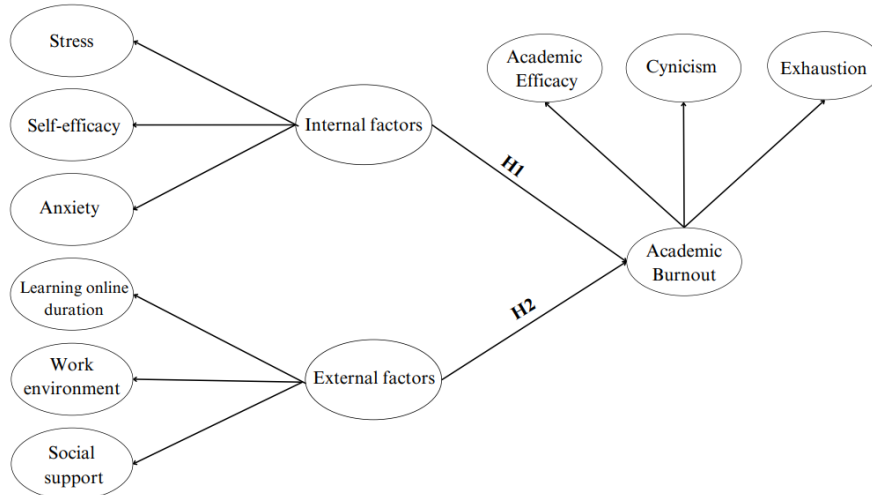 Stress
Self-efficacy
Anxiety
Learning online
duration
Work
environment
Social
support
Internal factors
External factors
H1
H2
Academic
Efficacy
Cynicism
Exhaustion
Academic
Burnout